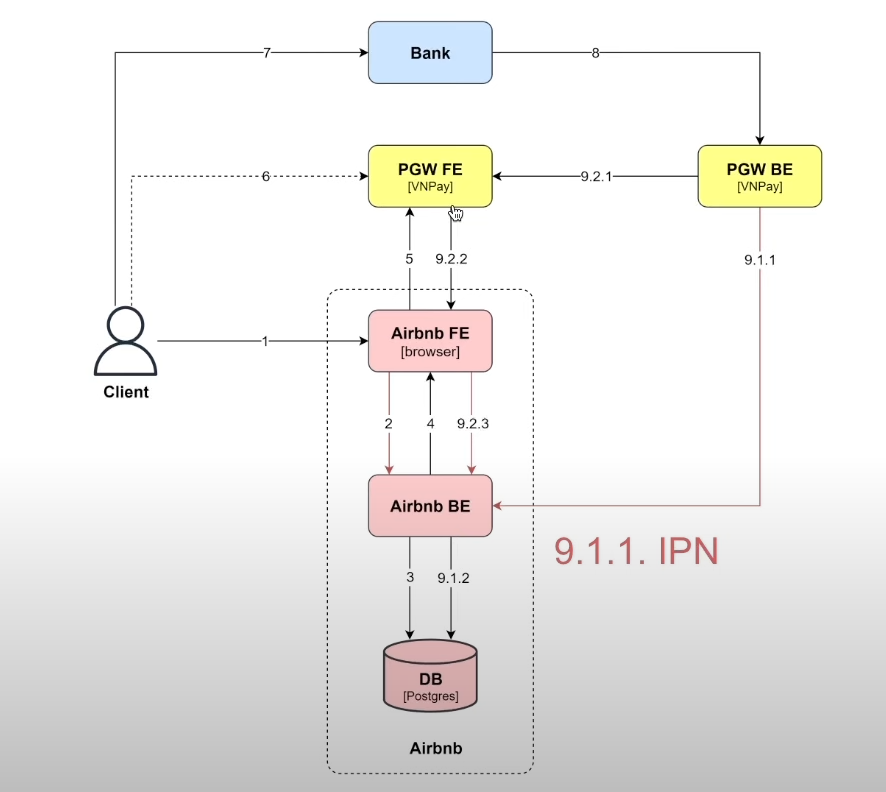 7
Bank
8
PGW FE
[VNPay]
PGW BE
[VNPay]
6
9.2.1
5
9.2.2
9.1.1
1
Airbnb FE
[browser]
Client
2
4
9.2.3
Airbnb BE
9.1.1. IPN
3
9.1.2
DB
[Postgres]
Airbnb